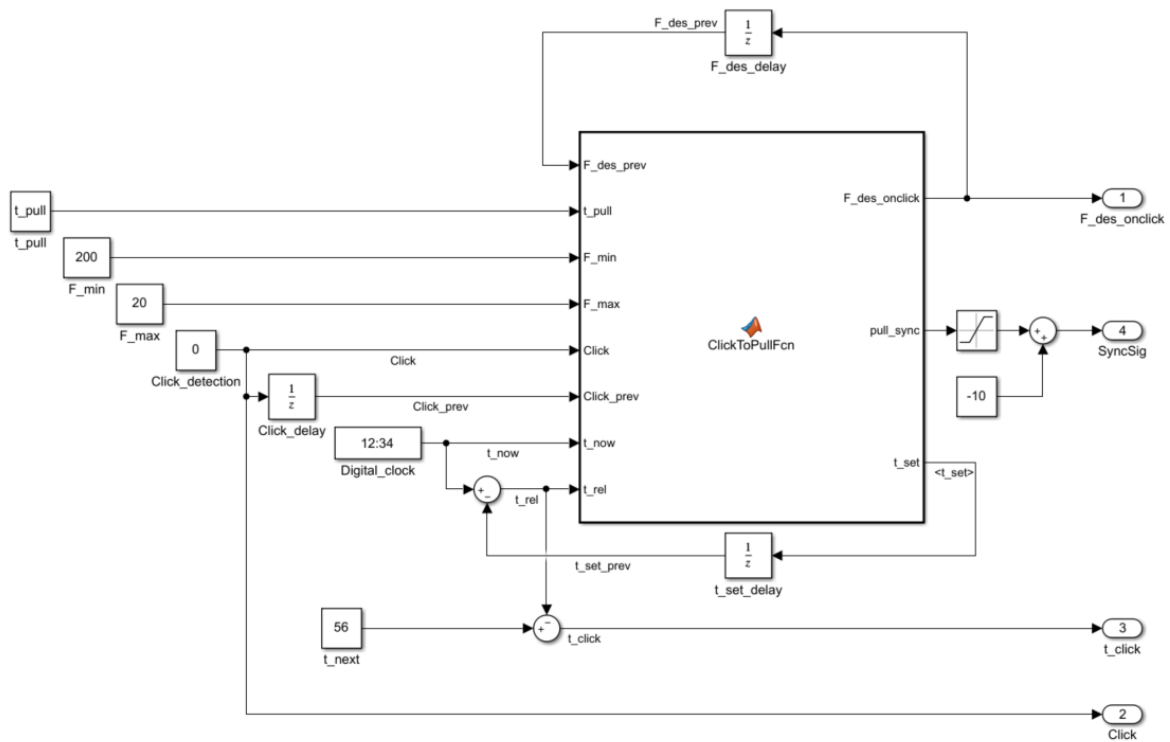 F_des_prev
1
z
F_des_delay
F_des_prev
F_des_onclick
1
F_des_onclick
t_pull
t_pull
t_pull
200
F_min
F_min
20
F_max
F_max
ClickToPullFcn
pull_sync
+
+
4
SyncSig
0
Click_detection
Click
Click
-10
1
z
Click_delay
Click_prev
Click_prev
12:34
Digital_clock
t_now
t_now
t_set
<t_set>
+
−
t_rel
t_rel
1
z
t_set_delay
t_set_prev
56
t_next
+
−
t_click
3
t_click
2
Click